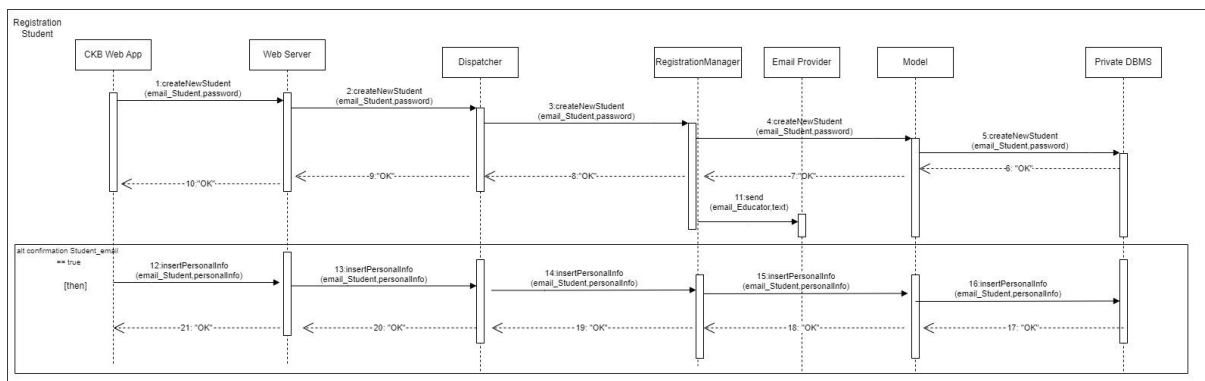 Registration
Student
CKB Web App
Web Server
Dispatcher
RegistrationManager
Email Provider
Model
Private DBMS
1:createNewStudent
(email_Student,password)
2:createNewStudent
(email_Student,password)
3:createNewStudent
(email_Student,password)
4:createNewStudent
(email_Student,password)
5:createNewStudent
(email_Student,password)
6: "OK"
7:"OK"
8: "OK"
9:"OK"
10:"OK"
11:send
(email_Educator,text)
alt confirmation Student_email
== true
[then]
12:insertPersonalInfo
(email_Student,personalInfo)
13:insertPersonalInfo
(email_Student,personalInfo)
14:insertPersonalInfo
(email_Student,personalInfo)
15:insertPersonalInfo
(email_Student,personalInfo)
16:insertPersonalInfo
(email_Student,personalInfo)
17: "OK"
18: "OK"
19: "OK"
20: "OK"
21: "OK"